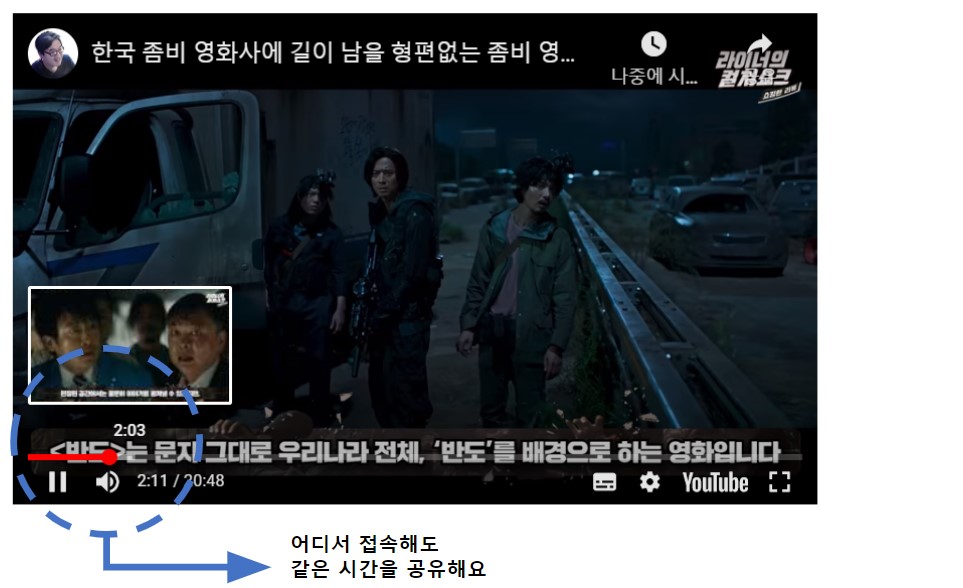 한국 좀비 영화사에 길이 남을 형편없는 좀비 영...
나중에 시...
라이너의
컬쳐쇼크
쇼킹한 리뷰
2:03
<반도>는 문자 그대로 우리나라 전체, '반도'를 배경으로 하는 영화입니다
2:11 / 20:48
YouTube
어디서 접속해도
같은 시간을 공유해요